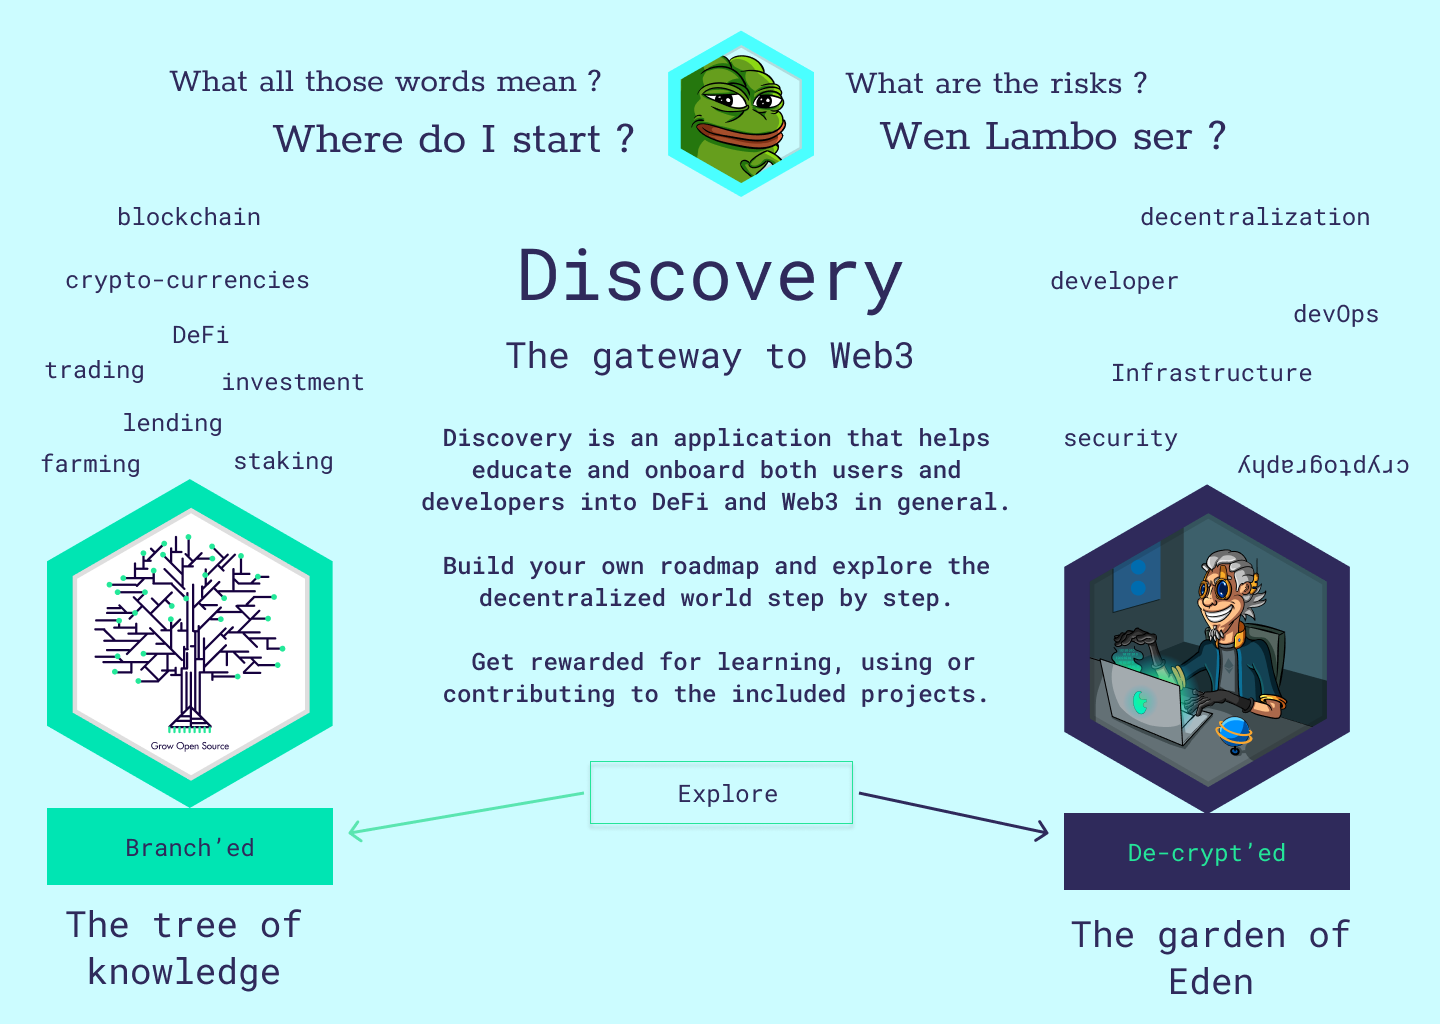 What all those words mean ?
Where do I start ?
What are the risks ?
Wen Lambo ser ?
blockchain
crypto-currencies
DeFi
trading
investment
lending
farming
staking
Discovery
The gateway to Web3
Discovery is an application that helps
educate and onboard both users and
developers into DeFi and Web3 in general.
Build your own roadmap and explore the
decentralized world step by step.
Get rewarded for learning, using or
contributing to the included projects.
decentralization
developer
devOps
Infrastructure
security
cryptography
Grow Open Source
Explore
Branch’ed
The tree of
knowledge
De-crypt’ed
The garden of
Eden